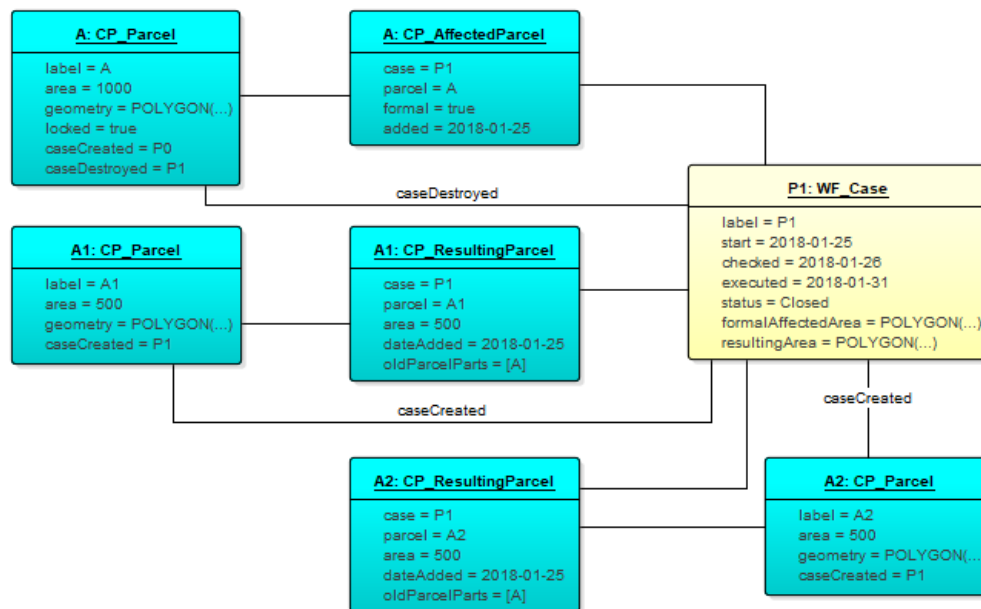 A: CP_Parcel
label = A
area = 1000
geometry = POLYGON(...)
locked = true
caseCreated = P0
caseDestroyed = P1
A: CP_AffectedParcel
case = P1
parcel = A
formal = true
added = 2018-01-25
caseDestroyed
P1: WF_Case
label = P1
start = 2018-01-25
checked = 2018-01-26
executed = 2018-01-31
status = Closed
formalAffectedArea = POLYGON(...)
resultingArea = POLYGON(...)
A1: CP_Parcel
label = A1
area = 500
geometry = POLYGON(...)
caseCreated = P1
A1: CP_ResultingParcel
case = P1
parcel = A1
area = 500
dateAdded = 2018-01-25
oldParcelParts = [A]
caseCreated
caseCreated
A2: CP_ResultingParcel
case = P1
parcel = A2
area = 500
dateAdded = 2018-01-25
oldParcelParts = [A]
A2: CP_Parcel
label = A2
area = 500
geometry = POLYGON(...
caseCreated = P1